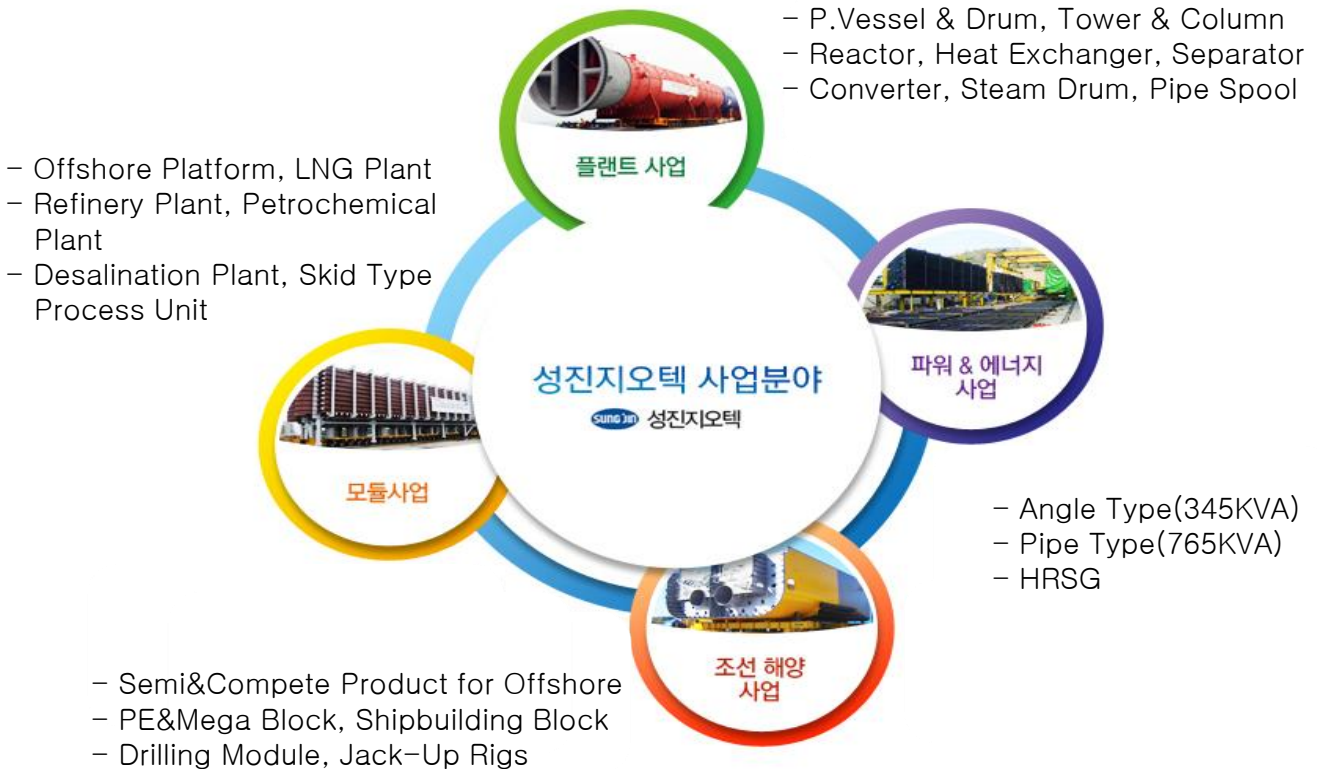 - P.Vessel & Drum, Tower & Column
- Reactor, Heat Exchanger, Separator
- Converter, Steam Drum, Pipe Spool
플랜트 사업
- Offshore Platform, LNG Plant
- Refinery Plant, Petrochemical
Plant
- Desalination Plant, Skid Type
Process Unit
파워 & 에너지
사업
성진지오텍 사업분야
SUNG JIN 성진지오텍
모듈사업
- Angle Type(345KVA)
- Pipe Type(765KVA)
- HRSG
조선 해양
사업
- Semi&Compete Product for Offshore
- PE&Mega Block, Shipbuilding Block
- Drilling Module, Jack-Up Rigs